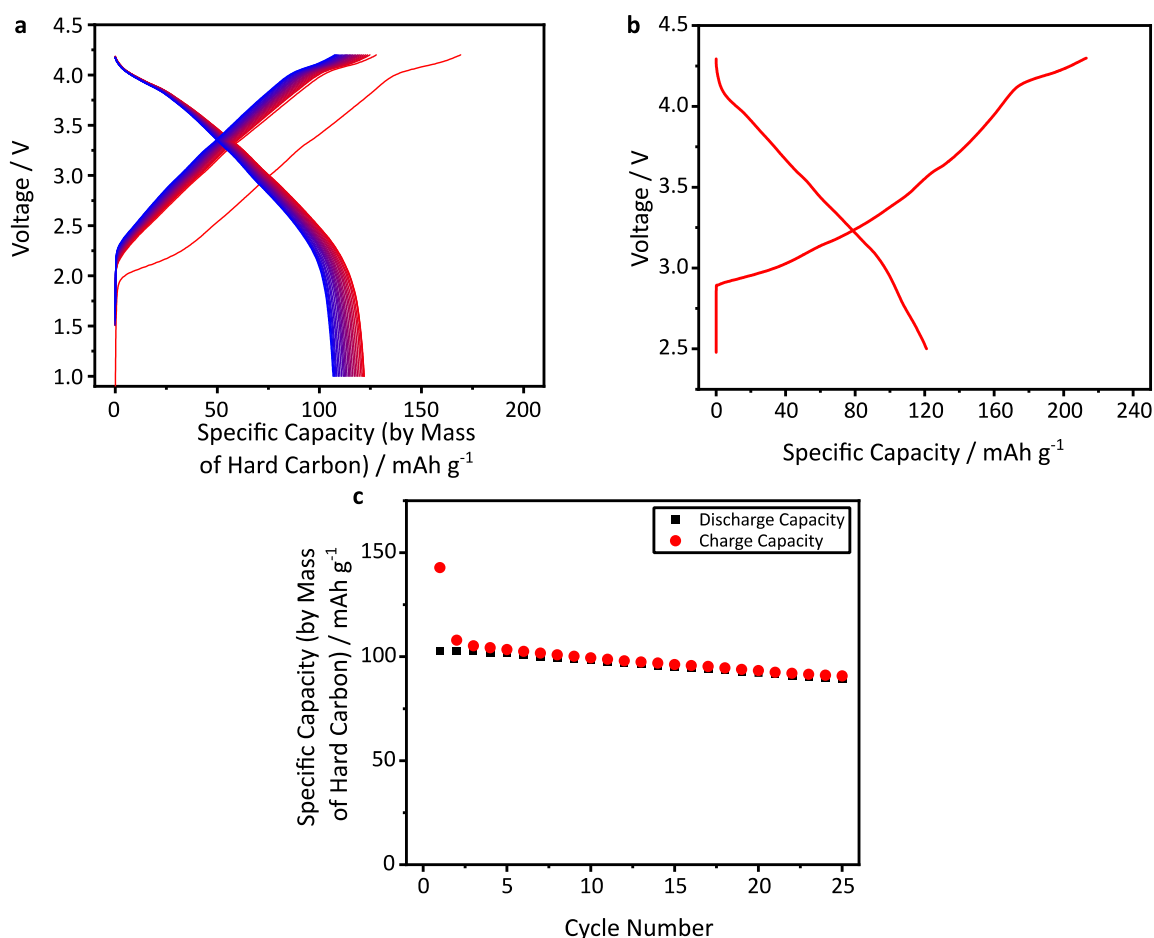 a
4.5
4.0
3.5
3.0
2.5
2.0
1.5
1.0
Voltage / V
0
50
100
150
200
Specific Capacity (by Mass
of Hard Carbon) / mAh g⁻¹
b
4.5
4.0
3.5
3.0
2.5
Voltage / V
0
40
80
120
160
200
240
Specific Capacity / mAh g⁻¹
c
Discharge Capacity
Charge Capacity
150
100
50
0
Specific Capacity (by Mass
of Hard Carbon) / mAh g⁻¹
0
5
10
15
20
25
Cycle Number